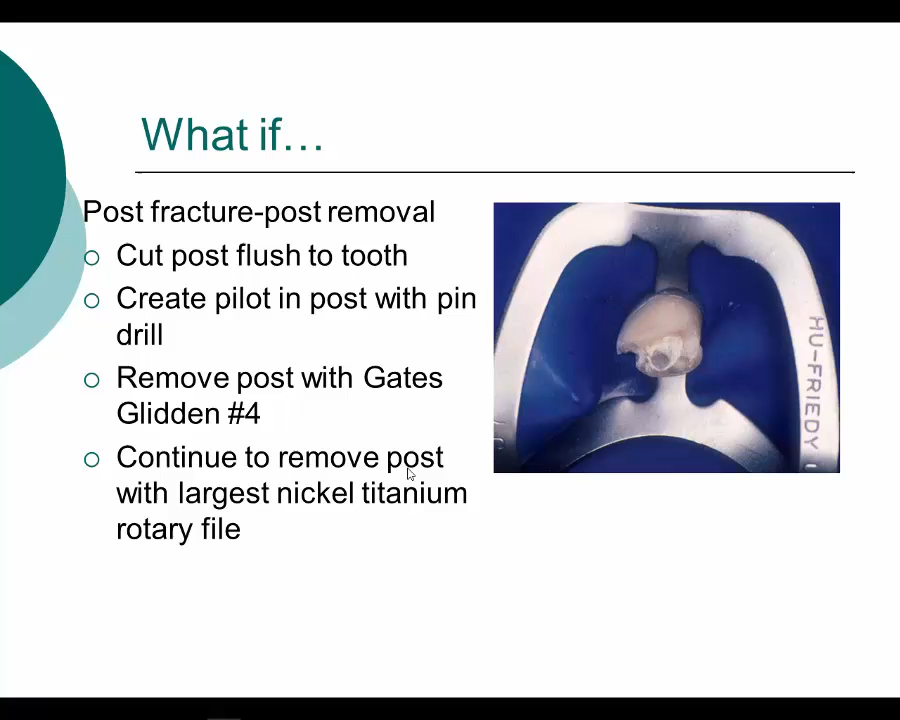 What if…
Post fracture-post removal
Cut post flush to tooth
Create pilot in post with pin
drill
Remove post with Gates
Glidden #4
Continue to remove post
with largest nickel titanium
rotary file
HU-FRIEDY